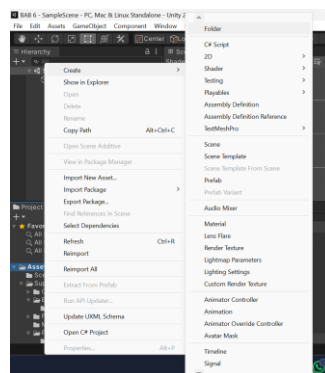 BAB 6 - SampleScene - PC, Mac & Linux Standalone - Unity 2
File Edit Assets GameObject Component Window
Center
Hierarchy
Create
Show in Explorer
Open
Delete
Rename
Copy Path Alt+Ctrl+C
Open Scene Additive
View in Package Manager
Import New Asset...
Import Package
Export Package...
Find References In Scene
Select Dependencies
Refresh Ctrl+R
Reimport
Reimport All
Extract From Prefab
Run API Updater...
Update UXML Schema
Open C# Project
Properties... Alt+P
Project
Favor
All
All
All
Asse
Sce
Folder
C# Script
2D
Shader
Testing
Playables
Assembly Definition
Assembly Definition Reference
TextMeshPro
Scene
Scene Template
Scene Template From Scene
Prefab
Prefab Variant
Audio Mixer
Material
Lens Flare
Render Texture
Lightmap Parameters
Lighting Settings
Custom Render Texture
Animator Controller
Animation
Animator Override Controller
Avatar Mask
Timeline
Signal